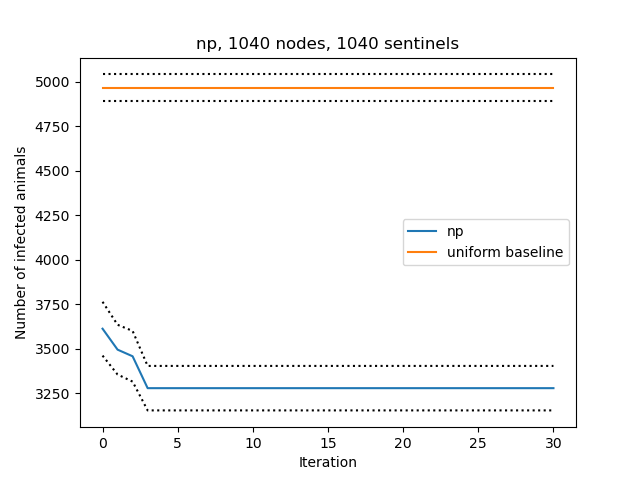 np, 1040 nodes, 1040 sentinels
Number of infected animals
5000
4750
4500
4250
4000
3750
3500
3250
np
uniform baseline
0 5 10 15 20 25 30
Iteration